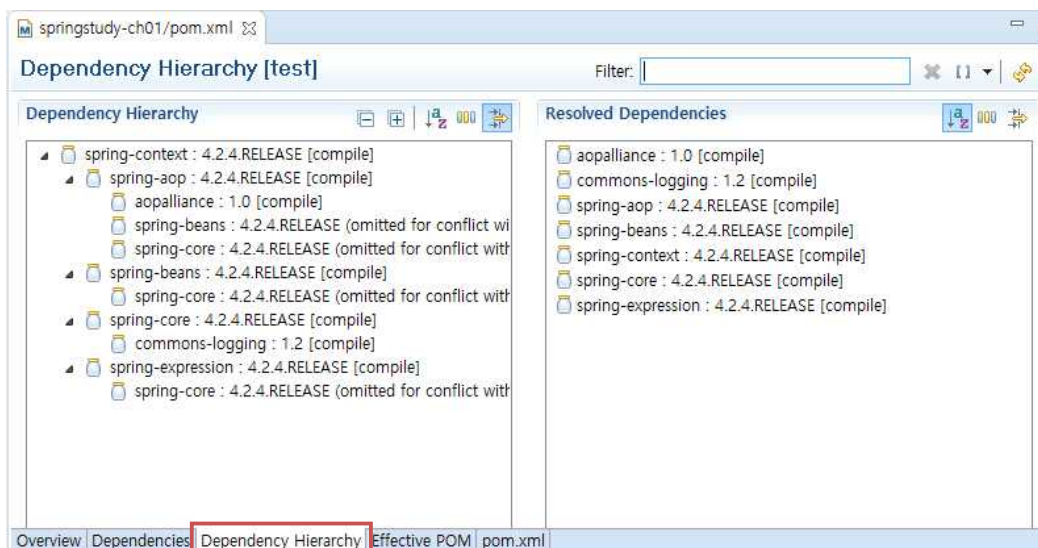 springstudy-ch01/pom.xml
Dependency Hierarchy [test]
Filter:
Dependency Hierarchy
spring-context : 4.2.4.RELEASE [compile]
spring-aop : 4.2.4.RELEASE [compile]
aopalliance : 1.0 [compile]
spring-beans : 4.2.4.RELEASE (omitted for conflict wi
spring-core : 4.2.4.RELEASE (omitted for conflict with
spring-beans : 4.2.4.RELEASE [compile]
spring-core : 4.2.4.RELEASE (omitted for conflict with
spring-core : 4.2.4.RELEASE [compile]
commons-logging : 1.2 [compile]
spring-expression : 4.2.4.RELEASE [compile]
spring-core : 4.2.4.RELEASE (omitted for conflict with
Resolved Dependencies
aopalliance : 1.0 [compile]
commons-logging : 1.2 [compile]
spring-aop : 4.2.4.RELEASE [compile]
spring-beans : 4.2.4.RELEASE [compile]
spring-context : 4.2.4.RELEASE [compile]
spring-core : 4.2.4.RELEASE [compile]
spring-expression : 4.2.4.RELEASE [compile]
Overview Dependencies Dependency Hierarchy Effective POM pom.xml